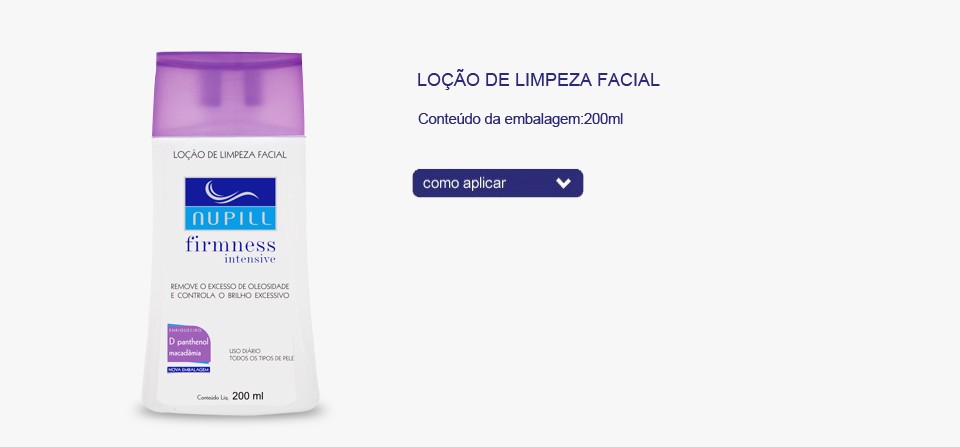 LOÇÃO DE LIMPEZA FACIAL
NUPILL
firmness
intensive
REMOVE O EXCESSO DE OLEOSIDADE
E CONTROLA O BRILHO EXCESSIVO
ENRIQUECIDO
D panthenol
macadâmia
NOVA EMBALAGEM
USO DIÁRIO
TODOS OS TIPOS DE PELE
Conteúdo Líq. 200 ml
LOÇÃO DE LIMPEZA FACIAL
Conteúdo da embalagem:200ml
como aplicar